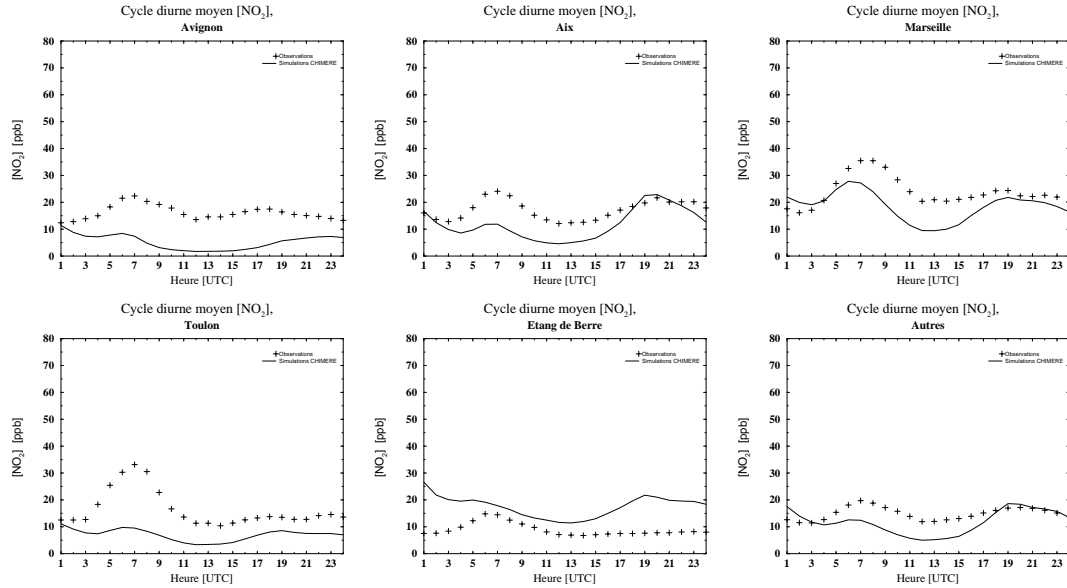 Cycle diurne moyen [NO2],
Avignon
80
70
60
50
40
30
20
10
0
[NO2] [ppb]
Observations
Simulations CHIMERE
1 3 5 7 9 11 13 15 17 19 21 23
Heure [UTC]
Cycle diurne moyen [NO2],
Aix
80
70
60
50
40
30
20
10
0
[NO2] [ppb]
Observations
Simulations CHIMERE
1 3 5 7 9 11 13 15 17 19 21 23
Heure [UTC]
Cycle diurne moyen [NO2],
Marseille
80
70
60
50
40
30
20
10
0
[NO2] [ppb]
Observations
Simulations CHIMERE
1 3 5 7 9 11 13 15 17 19 21 23
Heure [UTC]
Cycle diurne moyen [NO2],
Toulon
80
70
60
50
40
30
20
10
0
[NO2] [ppb]
Observations
Simulations CHIMERE
1 3 5 7 9 11 13 15 17 19 21 23
Heure [UTC]
Cycle diurne moyen [NO2],
Etang de Berre
80
70
60
50
40
30
20
10
0
[NO2] [ppb]
Observations
Simulations CHIMERE
1 3 5 7 9 11 13 15 17 19 21 23
Heure [UTC]
Cycle diurne moyen [NO2],
Autres
80
70
60
50
40
30
20
10
0
[NO2] [ppb]
Observations
Simulations CHIMERE
1 3 5 7 9 11 13 15 17 19 21 23
Heure [UTC]